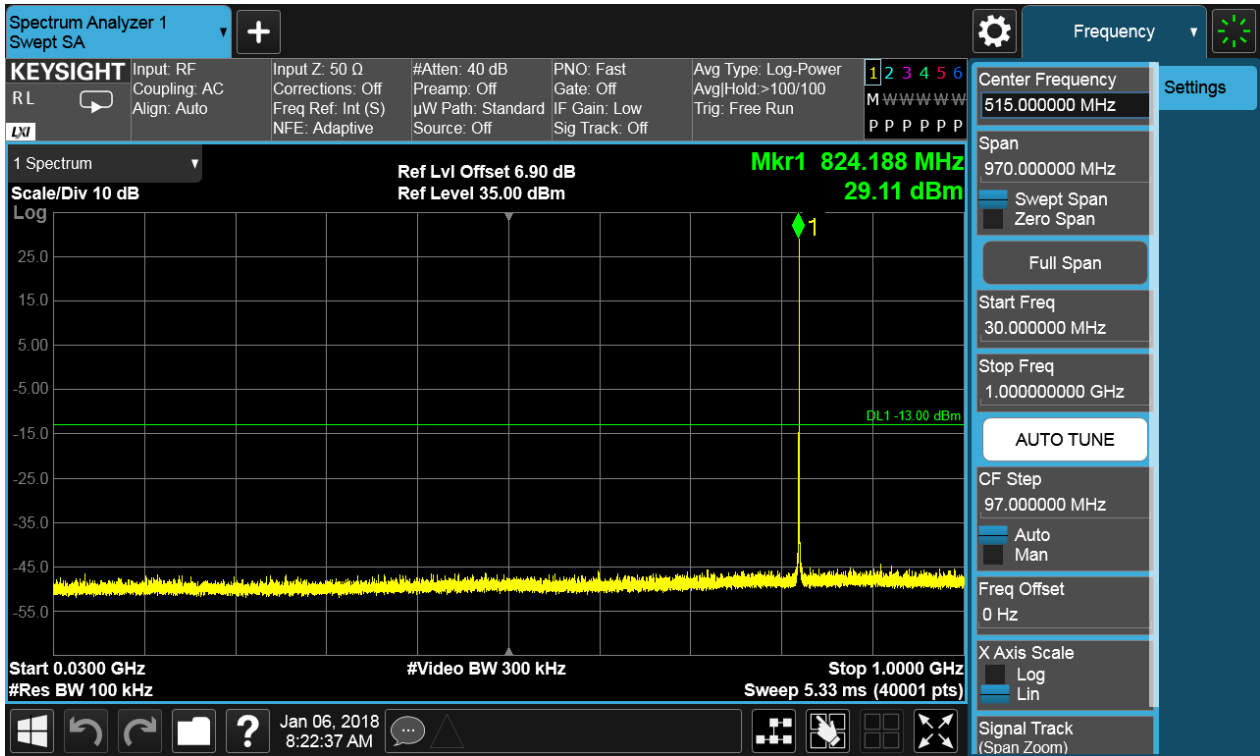 Spectrum Analyzer 1
Swept SA
+
Frequency
KEYSIGHT
RL
LXI
Input: RF
Coupling: AC
Align: Auto
Input Z: 50 Ω
Corrections: Off
Freq Ref: Int (S)
NFE: Adaptive
#Atten: 40 dB
Preamp: Off
µW Path: Standard
Source: Off
PNO: Fast
Gate: Off
IF Gain: Low
Sig Track: Off
Avg Type: Log-Power
Avg|Hold:>100/100
Trig: Free Run
1 2 3 4 5 6
M W W W W W
P P P P P P
1 Spectrum
Scale/Div 10 dB
Ref Lvl Offset 6.90 dB
Ref Level 35.00 dBm
Mkr1 824.188 MHz
29.11 dBm
Log
1
25.0
15.0
5.00
-5.00
DL1 -13.00 dBm
-15.0
-25.0
-35.0
-45.0
-55.0
Start 0.0300 GHz
#Video BW 300 kHz
Stop 1.0000 GHz
#Res BW 100 kHz
Sweep 5.33 ms (40001 pts)
Center Frequency
515.000000 MHz
Settings
Span
970.000000 MHz
Swept Span
Zero Span
Full Span
Start Freq
30.000000 MHz
Stop Freq
1.000000000 GHz
AUTO TUNE
CF Step
97.000000 MHz
Auto
Man
Freq Offset
0 Hz
X Axis Scale
Log
Lin
Signal Track
(Span Zoom)
?
Jan 06, 2018
8:22:37 AM